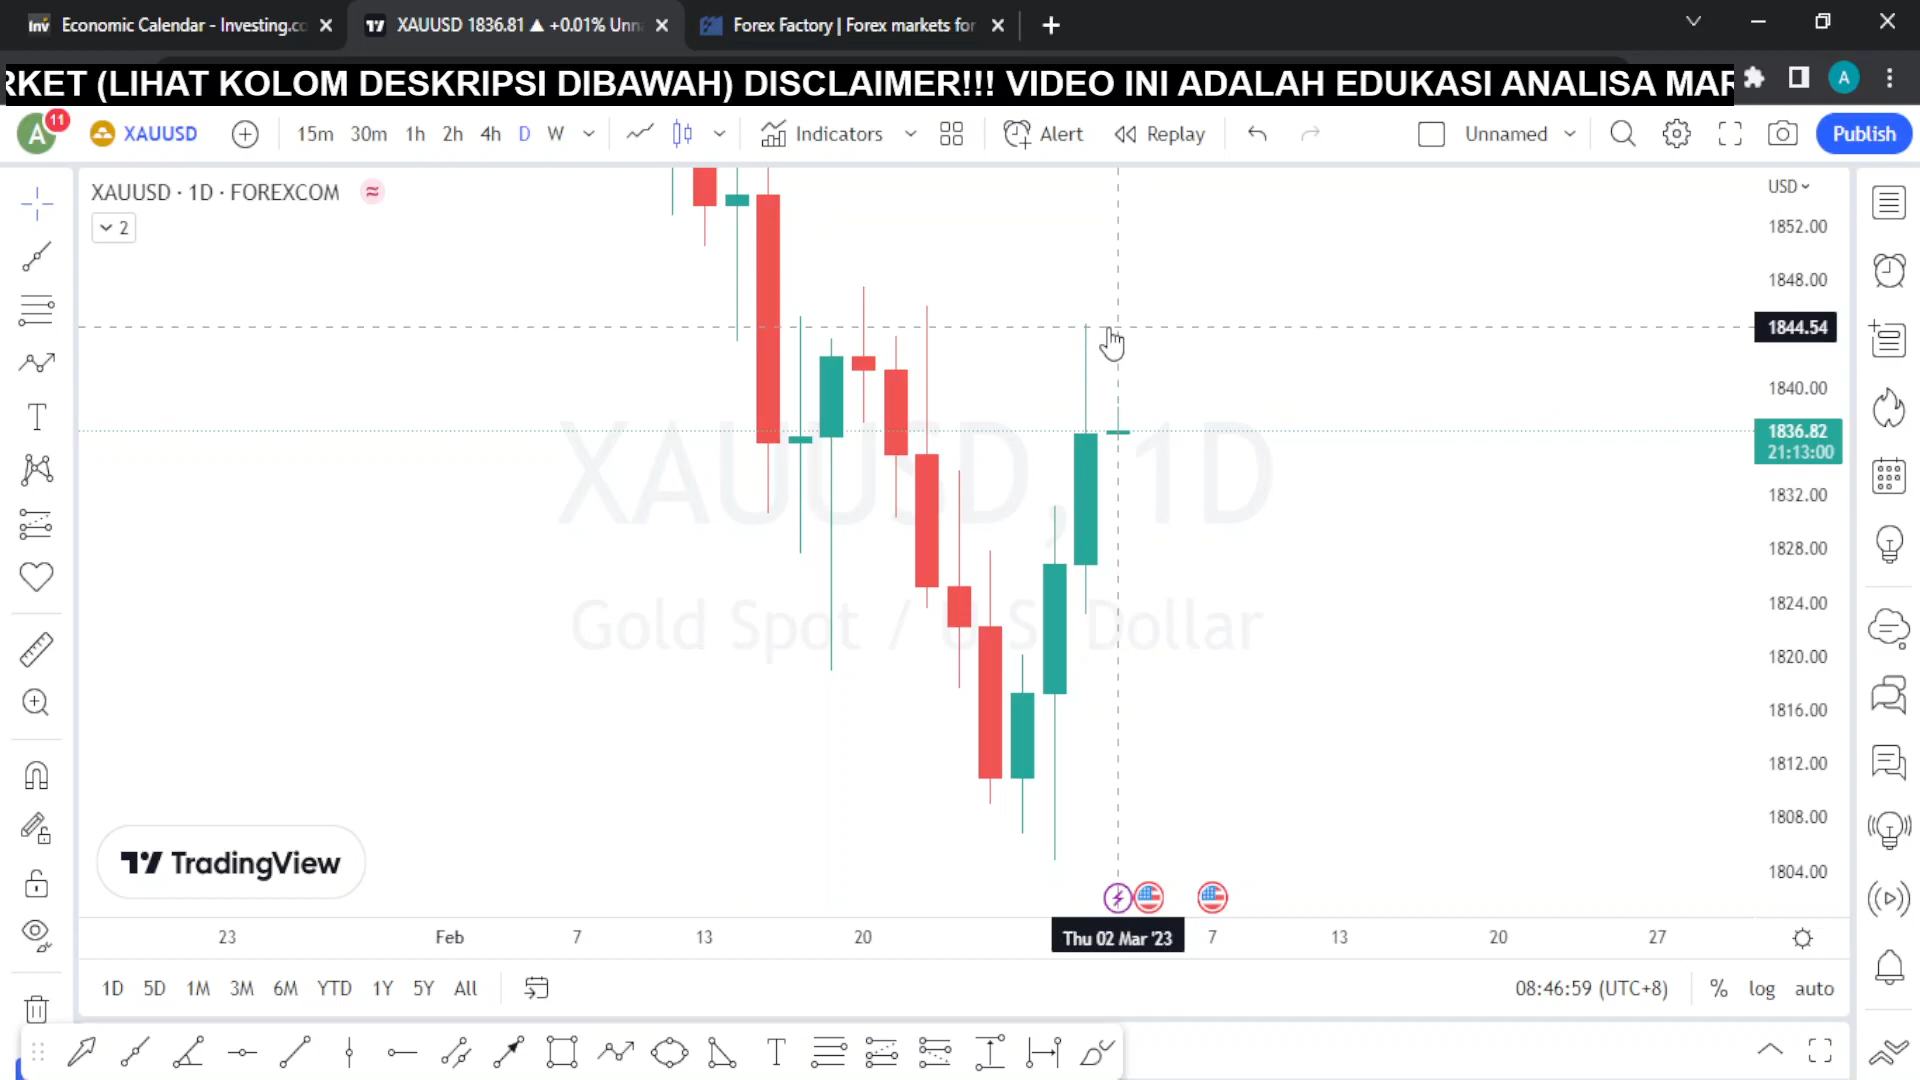 Economic Calendar - Investing.co
XAUUSD 1836.81 ▲ +0.01% Unn
Forex Factory | Forex markets for
RKET (LIHAT KOLOM DESKRIPSI DIBAWAH) DISCLAIMER!!! VIDEO INI ADALAH EDUKASI ANALISA MAR
A
A 11
XAUUSD
15m 30m 1h 2h 4h D W
Indicators
Alert
Replay
Unnamed
Publish
XAUUSD · 1D · FOREXCOM
2
USD
1852.00
1848.00
1844.54
1840.00
1836.82
21:13:00
1832.00
1828.00
1824.00
1820.00
1816.00
1812.00
1808.00
1804.00
XAUUSD, 1D
Gold Spot / U.S. Dollar
TradingView
23 Feb 7 13 20 Thu 02 Mar '23 7 13 20 27
1D 5D 1M 3M 6M YTD 1Y 5Y All
08:46:59 (UTC+8) % log auto